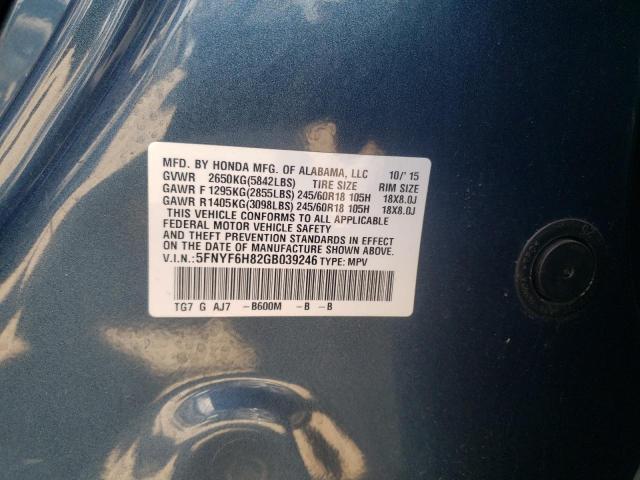 MFD. BY HONDA MFG. OF ALABAMA, LLC 10/'15
GVWR 2650KG(5842LBS) TIRE SIZE RIM SIZE
GAWR F 1295KG(2855LBS) 245/60R18 105H 18X8.0J
GAWR R 1405KG(3098LBS) 245/60R18 105H 18X8.0J
THIS VEHICLE CONFORMS TO ALL APPLICABLE
FEDERAL MOTOR VEHICLE SAFETY
AND THEFT PREVENTION STANDARDS IN EFFECT
ON THE DATE OF MANUFACTURE SHOWN ABOVE.
V.I.N.: 5FNYF6H82GB039246 TYPE: MPV
TG7 G AJ7 -B600M -B -B